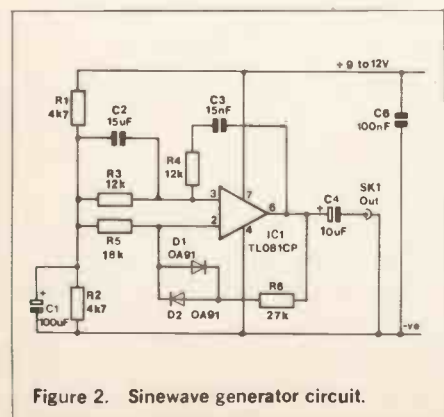 +9 to 12V
R1
4k7
C2
15uF
C3
15nF
C6
100nF
R4
12k
R3
12k
3
7
6
C4
SK1
Out
R5
18k
2
4
IC1
TL081CP
10uF
D1
OA91
+
C1
100uF
R2
4k7
D2 OA91
R6
27k
-ve
Figure 2. Sinewave generator circuit.